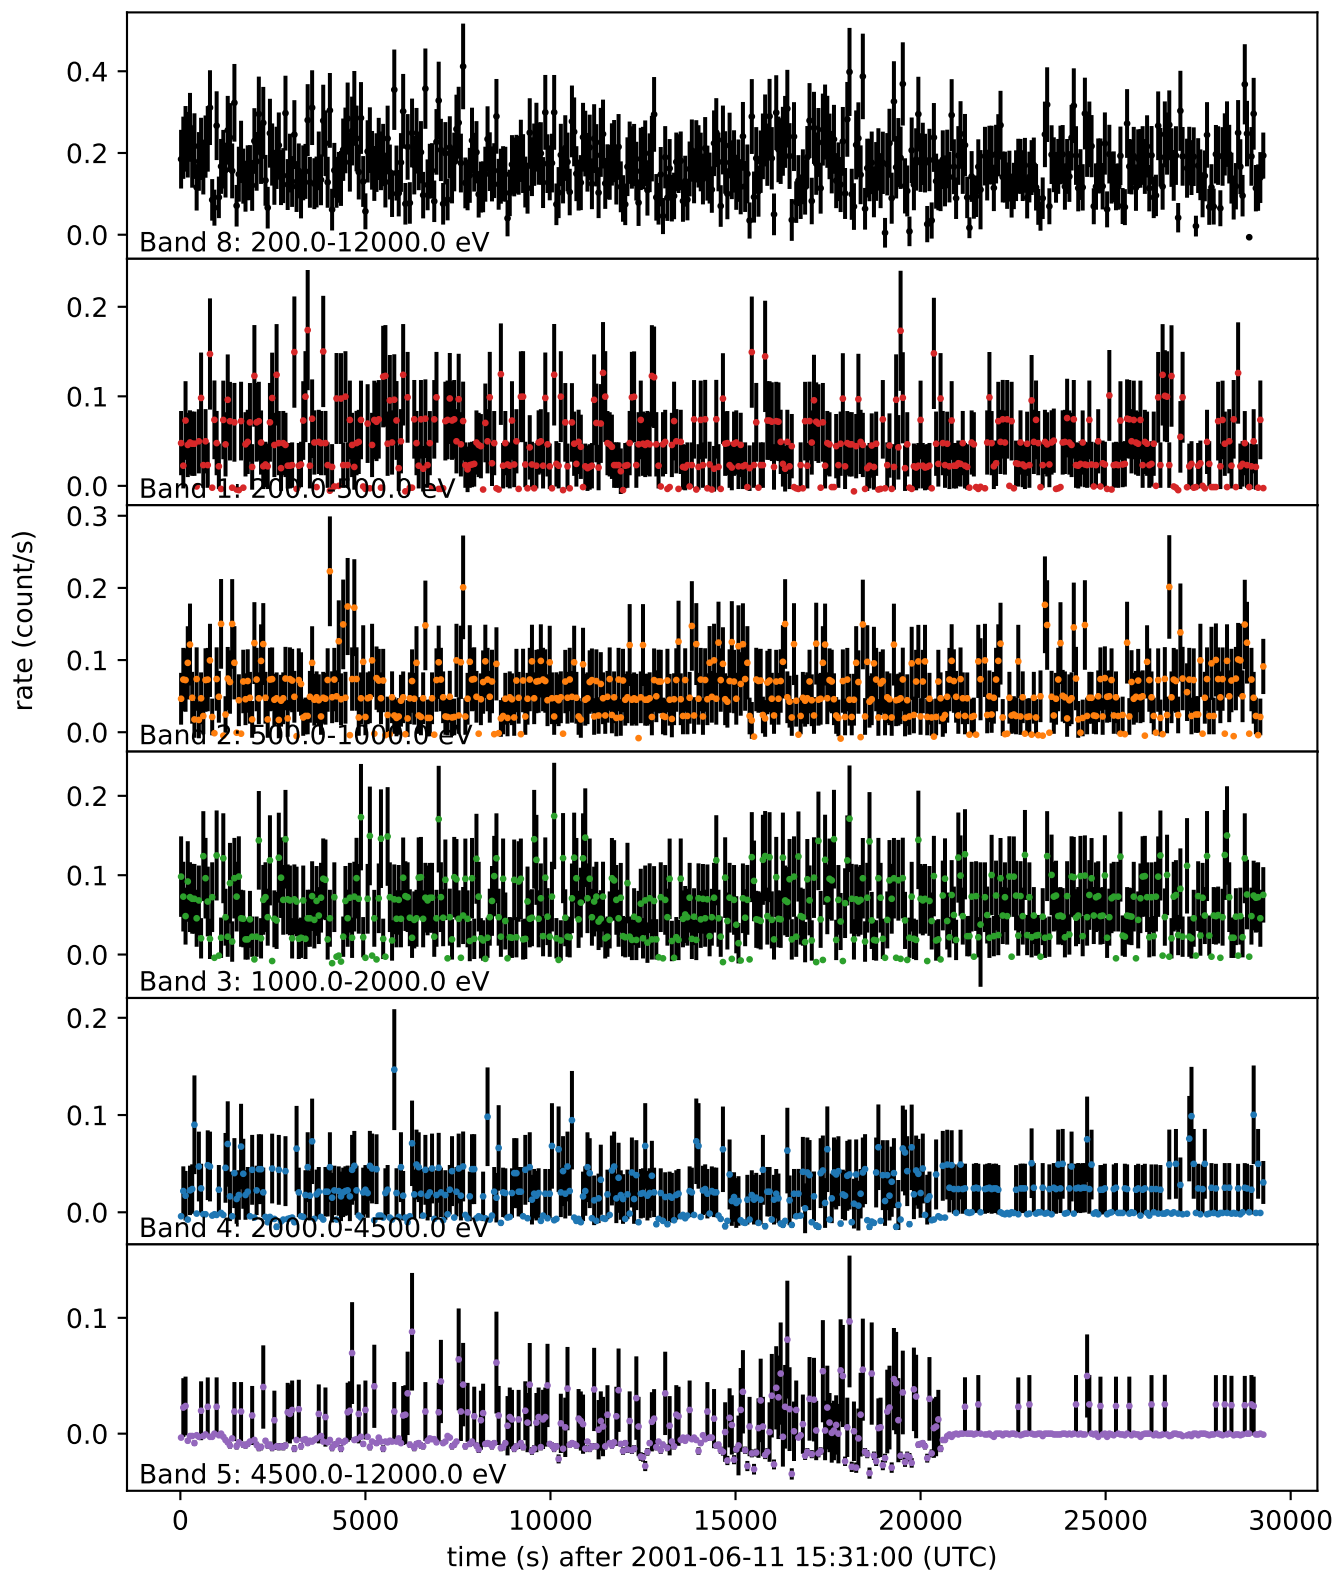 0.4
0.2
0.0
Band 8: 200.0-12000.0 eV
0.2
0.1
0.0
Band 1: 200.0-500.0 eV
0.3
0.2
0.1
0.0
Band 2: 500.0-1000.0 eV
rate (count/s)
0.2
0.1
0.0
Band 3: 1000.0-2000.0 eV
0.2
0.1
0.0
Band 4: 2000.0-4500.0 eV
0.1
0.0
Band 5: 4500.0-12000.0 eV
0 5000 10000 15000 20000 25000 30000
time (s) after 2001-06-11 15:31:00 (UTC)